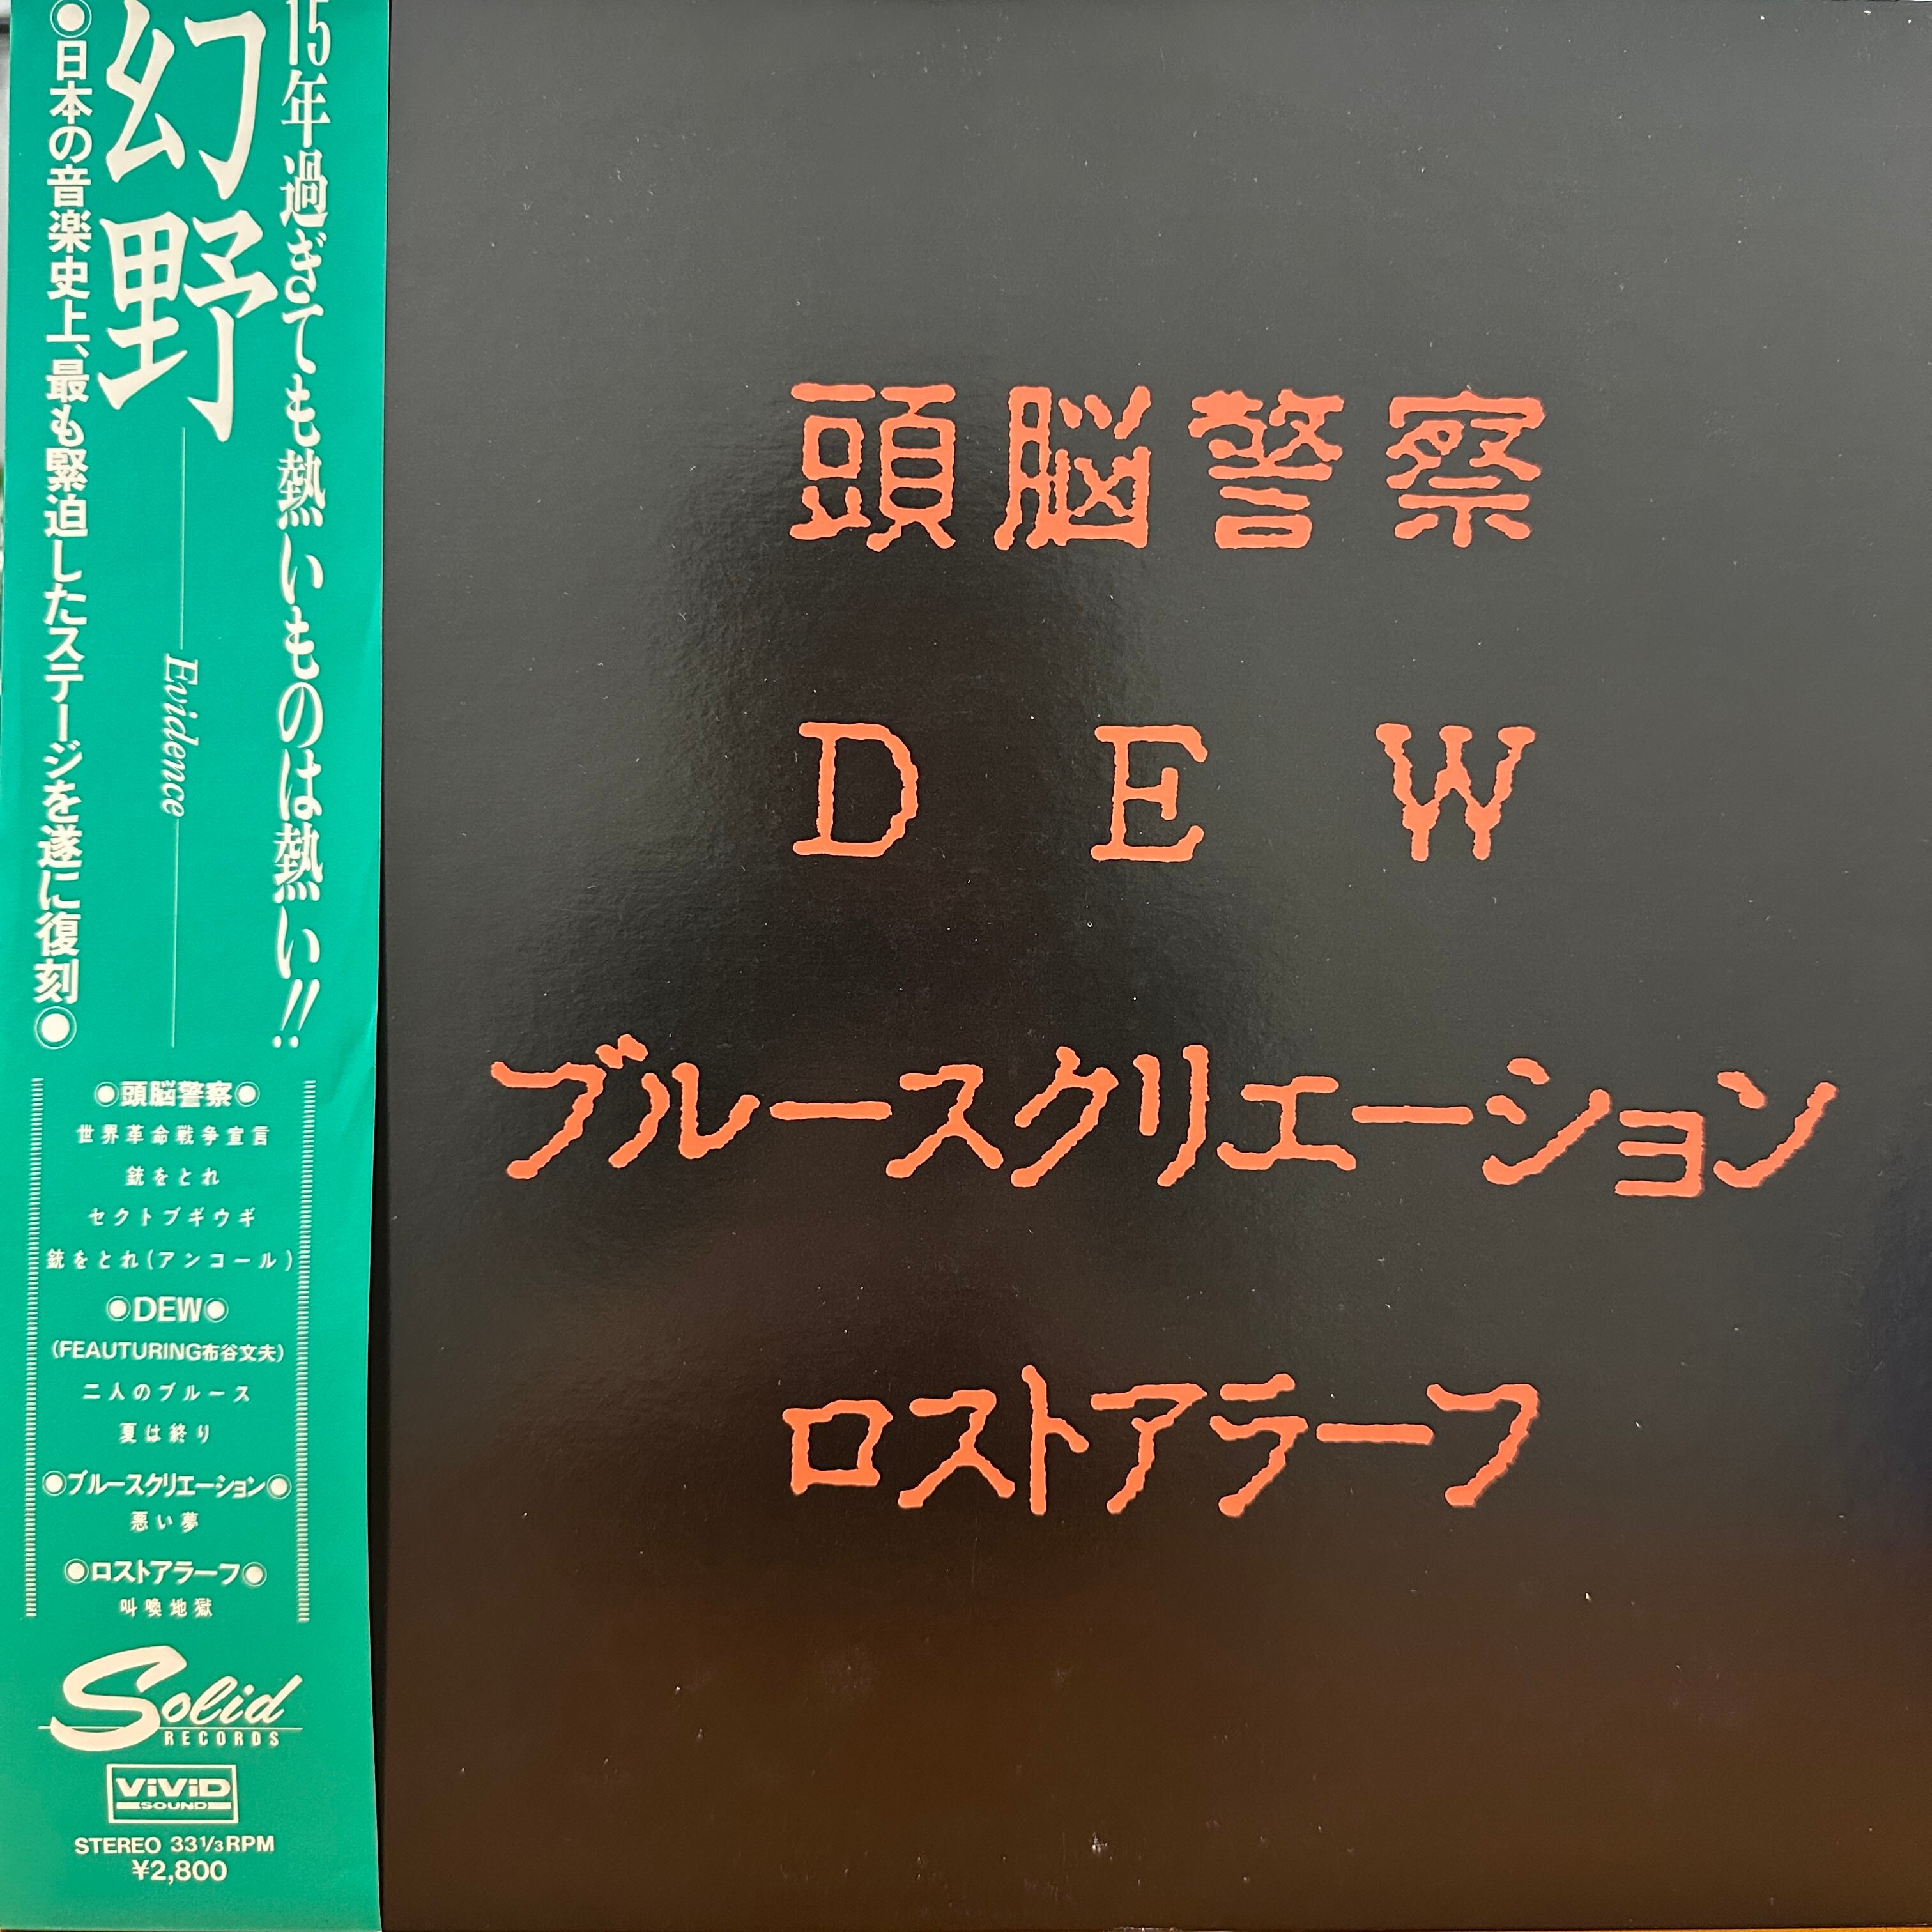 15年過ぎても熱いものは熱い!!
幻野
Evidence
◉日本の音楽史上、最も緊迫したステージを遂に復刻◉
◉頭脳警察◉
世界革命戦争宣言
銃をとれ
セクトブギウギ
銃をとれ(アンコール)
◉DEW◉
(FEAUTURING布谷文夫)
二人のブルース
夏は終り
◉ブルースクリエーション◉
悪い夢
◉ロストアラーフ◉
叫喚地獄
Solid
RECORDS
ViViD
SOUND
STEREO 33⅓RPM
¥2,800
頭脳警察
DEW
ブルースクリエーション
ロストアラーフ